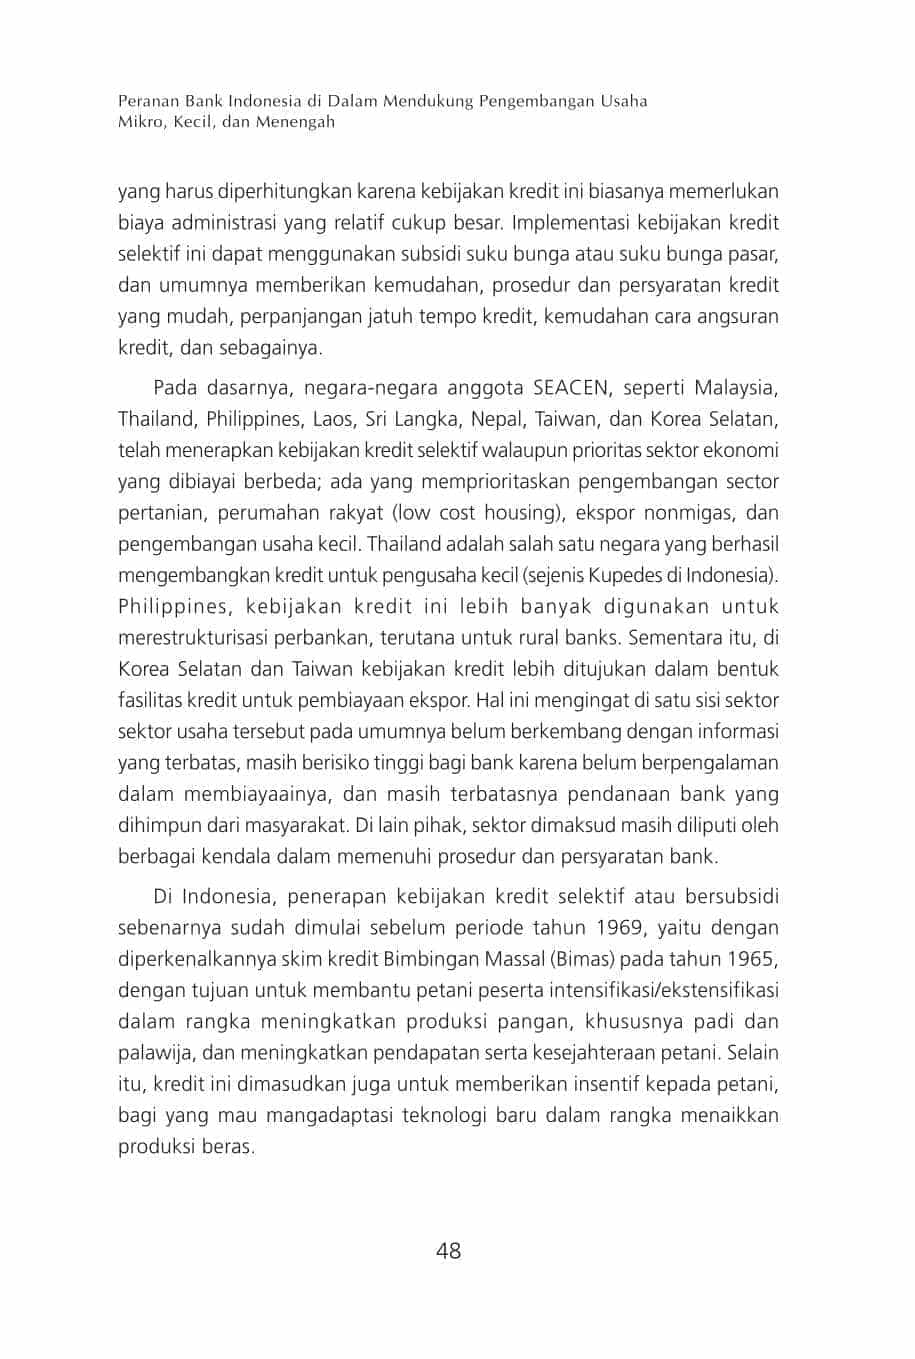 Peranan Bank Indonesia di Dalam Mendukung Pengembangan Usaha
Mikro, Kecil, dan Menengah
yang harus diperhitungkan karena kebijakan kredit ini biasanya memerlukan
biaya administrasi yang relatif cukup besar. Implementasi kebijakan kredit
selektif ini dapat menggunakan subsidi suku bunga atau suku bunga pasar,
dan umumnya memberikan kemudahan, prosedur dan persyaratan kredit
yang mudah, perpanjangan jatuh tempo kredit, kemudahan cara angsuran
kredit, dan sebagainya.
Pada dasarnya, negara-negara anggota SEACEN, seperti Malaysia,
Thailand, Philippines, Laos, Sri Langka, Nepal, Taiwan, dan Korea Selatan,
telah menerapkan kebijakan kredit selektif walaupun prioritas sektor ekonomi
yang dibiayai berbeda; ada yang memprioritaskan pengembangan sector
pertanian, perumahan rakyat (low cost housing), ekspor nonmigas, dan
pengembangan usaha kecil. Thailand adalah salah satu negara yang berhasil
mengembangkan kredit untuk pengusaha kecil (sejenis Kupedes di Indonesia).
Philippines, kebijakan kredit ini lebih banyak digunakan untuk
merestrukturisasi perbankan, terutana untuk rural banks. Sementara itu, di
Korea Selatan dan Taiwan kebijakan kredit lebih ditujukan dalam bentuk
fasilitas kredit untuk pembiayaan ekspor. Hal ini mengingat di satu sisi sektor
sektor usaha tersebut pada umumnya belum berkembang dengan informasi
yang terbatas, masih berisiko tinggi bagi bank karena belum berpengalaman
dalam membiayaainya, dan masih terbatasnya pendanaan bank yang
dihimpun dari masyarakat. Di lain pihak, sektor dimaksud masih diliputi oleh
berbagai kendala dalam memenuhi prosedur dan persyaratan bank.
Di Indonesia, penerapan kebijakan kredit selektif atau bersubsidi
sebenarnya sudah dimulai sebelum periode tahun 1969, yaitu dengan
diperkenalkannya skim kredit Bimbingan Massal (Bimas) pada tahun 1965,
dengan tujuan untuk membantu petani peserta intensifikasi/ekstensifikasi
dalam rangka meningkatkan produksi pangan, khususnya padi dan
palawija, dan meningkatkan pendapatan serta kesejahteraan petani. Selain
itu, kredit ini dimasudkan juga untuk memberikan insentif kepada petani,
bagi yang mau mangadaptasi teknologi baru dalam rangka menaikkan
produksi beras.
48